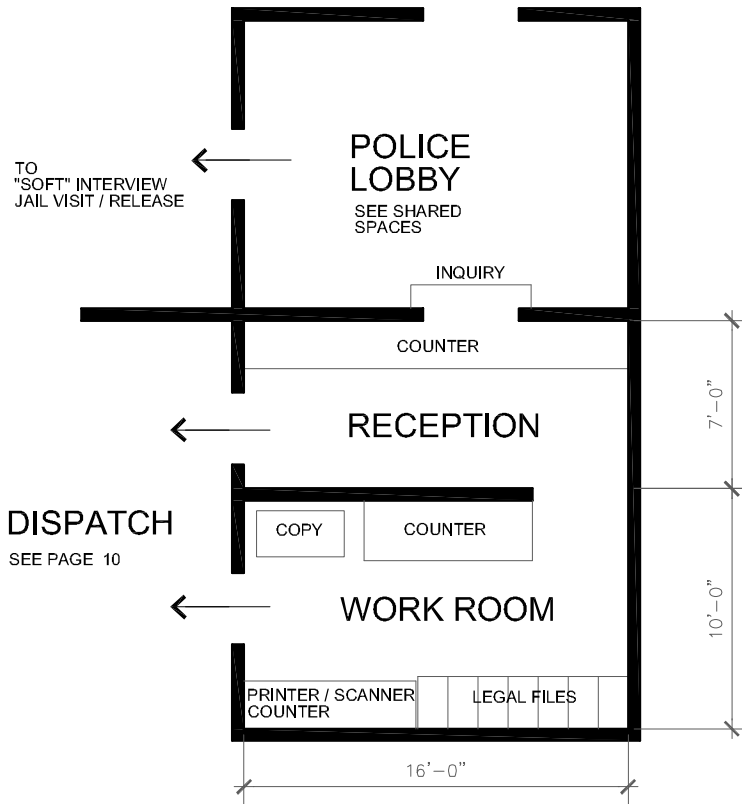 TO
"SOFT" INTERVIEW
JAIL VISIT / RELEASE
POLICE
LOBBY
SEE SHARED
SPACES
INQUIRY
COUNTER
RECEPTION
7'-0"
DISPATCH
SEE PAGE 10
COPY
COUNTER
WORK ROOM
10'-0"
PRINTER / SCANNER
COUNTER
LEGAL FILES
16'-0"